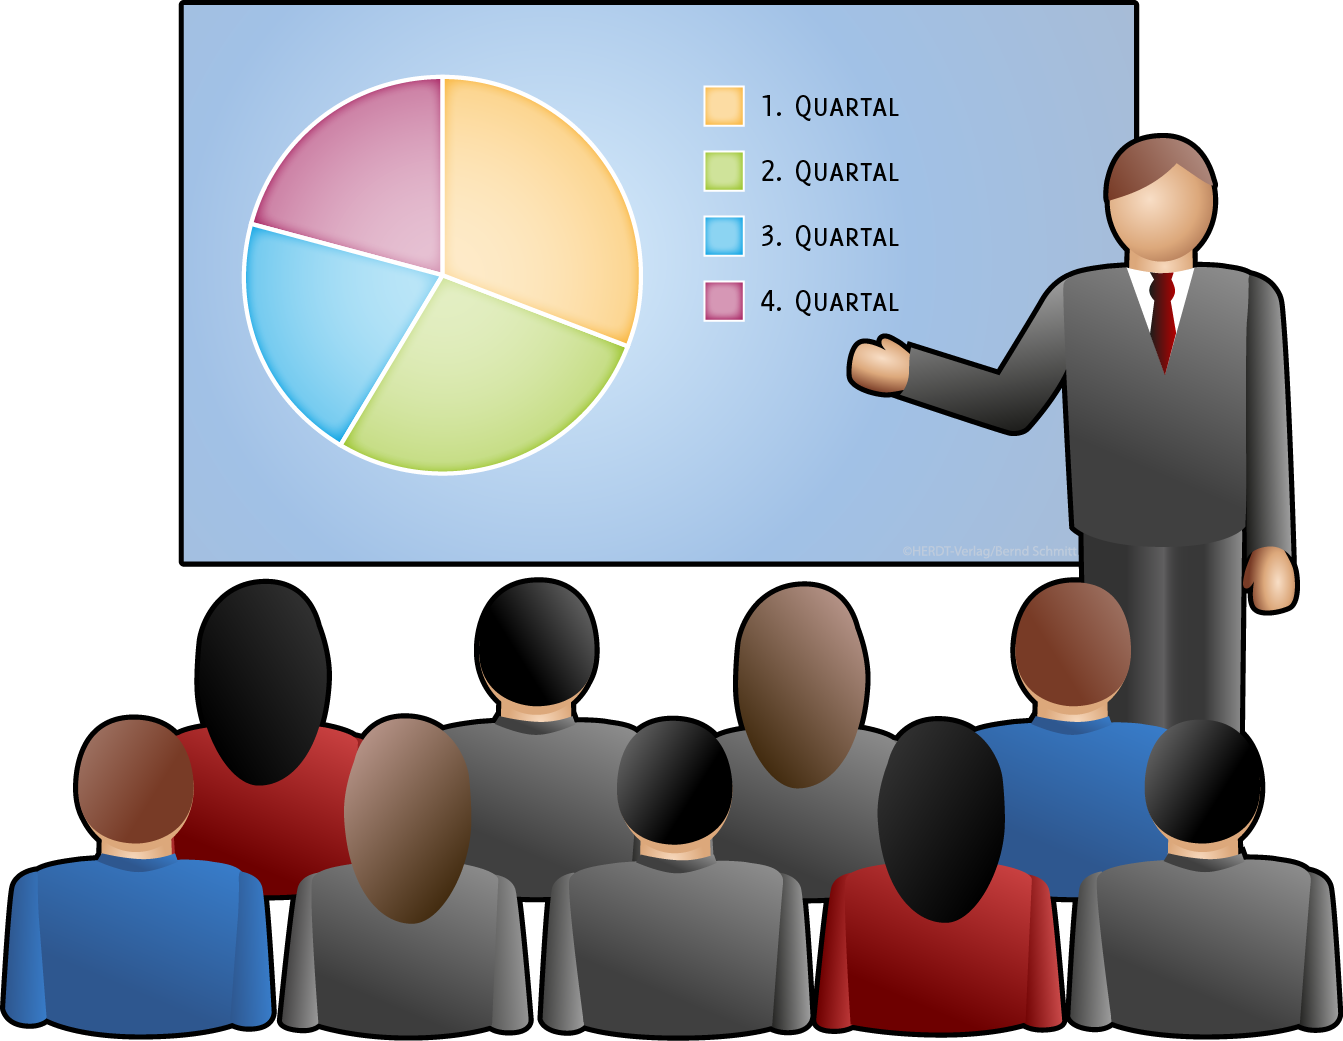 1. Quartal
2. Quartal
3. Quartal
4. Quartal
©HERDT-Verlag/Bernd Schmitt